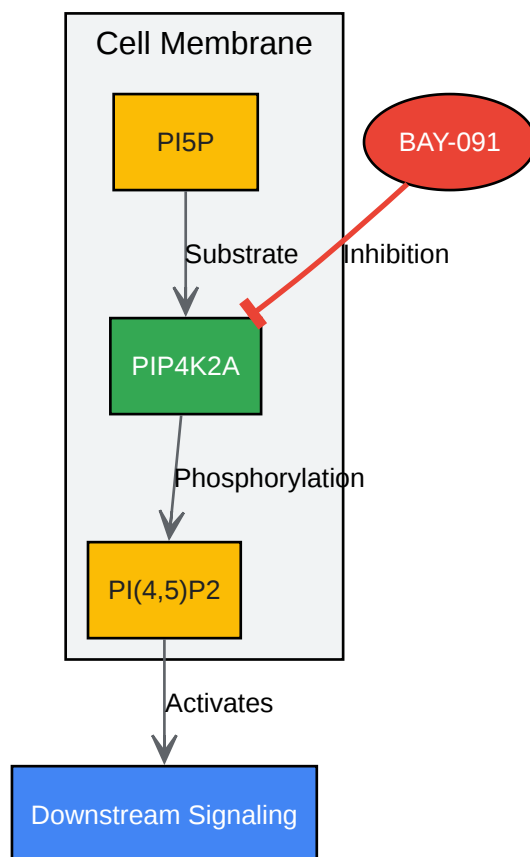 Cell Membrane
PI5P
BAY-091
Substrate
Inhibition
PIP4K2A
Phosphorylation
PI(4,5)P2
Activates
Downstream Signaling